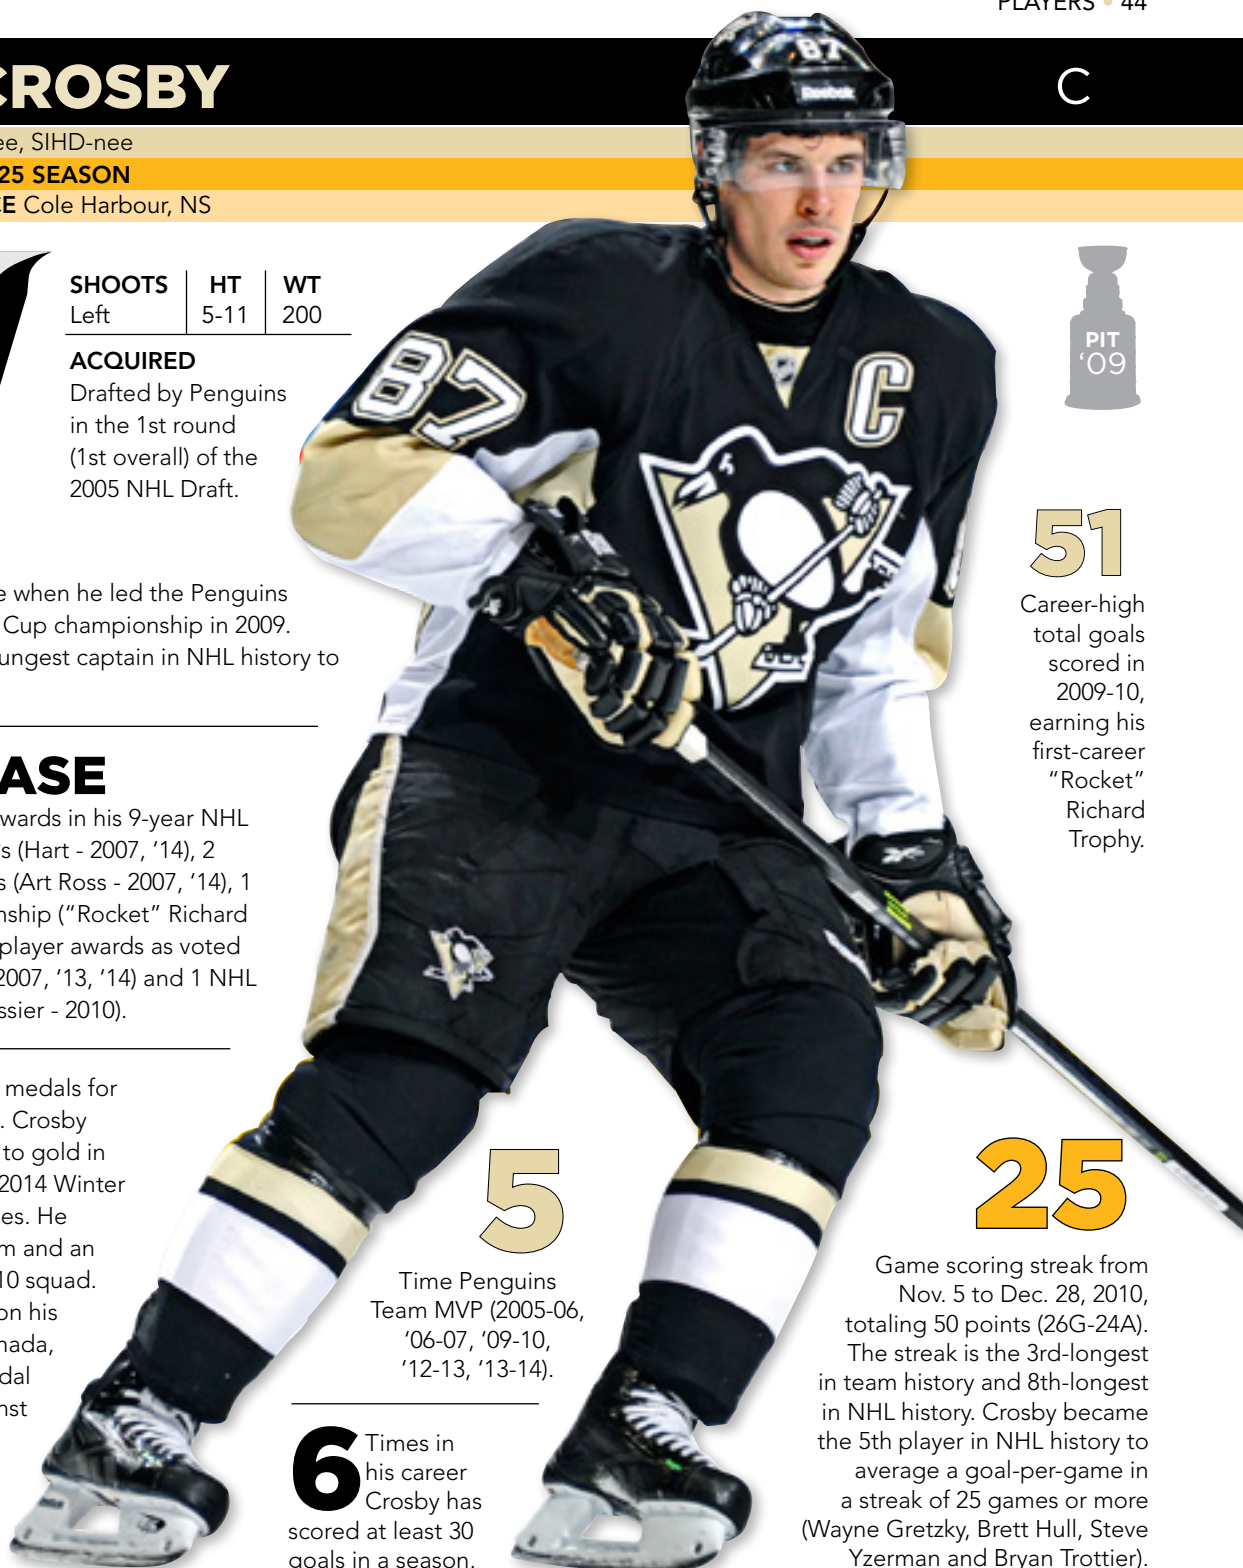 PLAYERS • 44
CROSBY
C
ee, SIHD-nee
25 SEASON
CE Cole Harbour, NS
87
Reebok
SHOOTS HT WT
Left 5-11 200
ACQUIRED
Drafted by Penguins
in the 1st round
(1st overall) of the
2005 NHL Draft.
87
C
PIT
‘09
51
Career-high
total goals
scored in
2009-10,
earning his
first-career
“Rocket”
Richard
Trophy.
e when he led the Penguins
Cup championship in 2009.
ungest captain in NHL history to
ASE
wards in his 9-year NHL
s (Hart - 2007, ‘14), 2
s (Art Ross - 2007, ‘14), 1
nship (“Rocket” Richard
player awards as voted
2007, ‘13, ‘14) and 1 NHL
ssier - 2010).
medals for
. Crosby
to gold in
2014 Winter
es. He
m and an
10 squad.
on his
nada,
dal
nst
5
Time Penguins
Team MVP (2005-06,
‘06-07, ‘09-10,
‘12-13, ‘13-14).
6 Times in
his career
Crosby has
scored at least 30
goals in a season.
25
Game scoring streak from
Nov. 5 to Dec. 28, 2010,
totaling 50 points (26G-24A).
The streak is the 3rd-longest
in team history and 8th-longest
in NHL history. Crosby became
the 5th player in NHL history to
average a goal-per-game in
a streak of 25 games or more
(Wayne Gretzky, Brett Hull, Steve
Yzerman and Bryan Trottier).